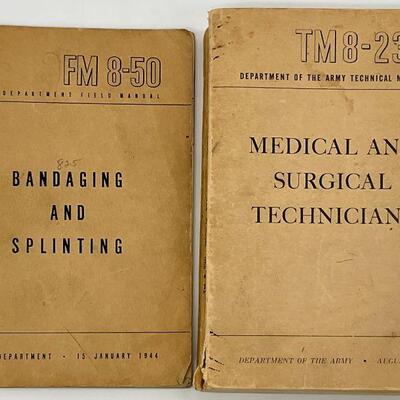 FM 8-50
DEPARTMENT FIELD MANUAL
825
BANDAGING
AND
SPLINTING
DEPARTMENT • 15 JANUARY 1944
TM 8-23
DEPARTMENT OF THE ARMY TECHNICAL M
MEDICAL AN
SURGICAL
TECHNICIAN
DEPARTMENT OF THE ARMY • AUGU